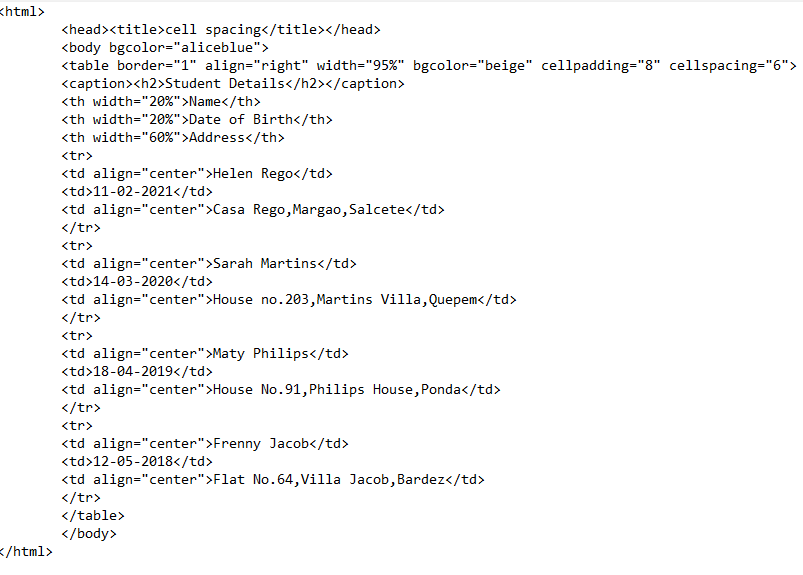 <html>
<head><title>cell spacing</title></head>
<body bgcolor="aliceblue">
<table border="1" align="right" width="95%" bgcolor="beige" cellpadding="8" cellspacing="6">
<caption><h2>Student Details</h2></caption>
<th width="20%">Name</th>
<th width="20%">Date of Birth</th>
<th width="60%">Address</th>
<tr>
<td align="center">Helen Rego</td>
<td>11-02-2021</td>
<td align="center">Casa Rego,Margao,Salcete</td>
</tr>
<tr>
<td align="center">Sarah Martins</td>
<td>14-03-2020</td>
<td align="center">House no.203,Martins Villa,Quepem</td>
</tr>
<tr>
<td align="center">Maty Philips</td>
<td>18-04-2019</td>
<td align="center">House No.91,Philips House,Ponda</td>
</tr>
<tr>
<td align="center">Frenny Jacob</td>
<td>12-05-2018</td>
<td align="center">Flat No.64,Villa Jacob,Bardez</td>
</tr>
</table>
</body>
</html>